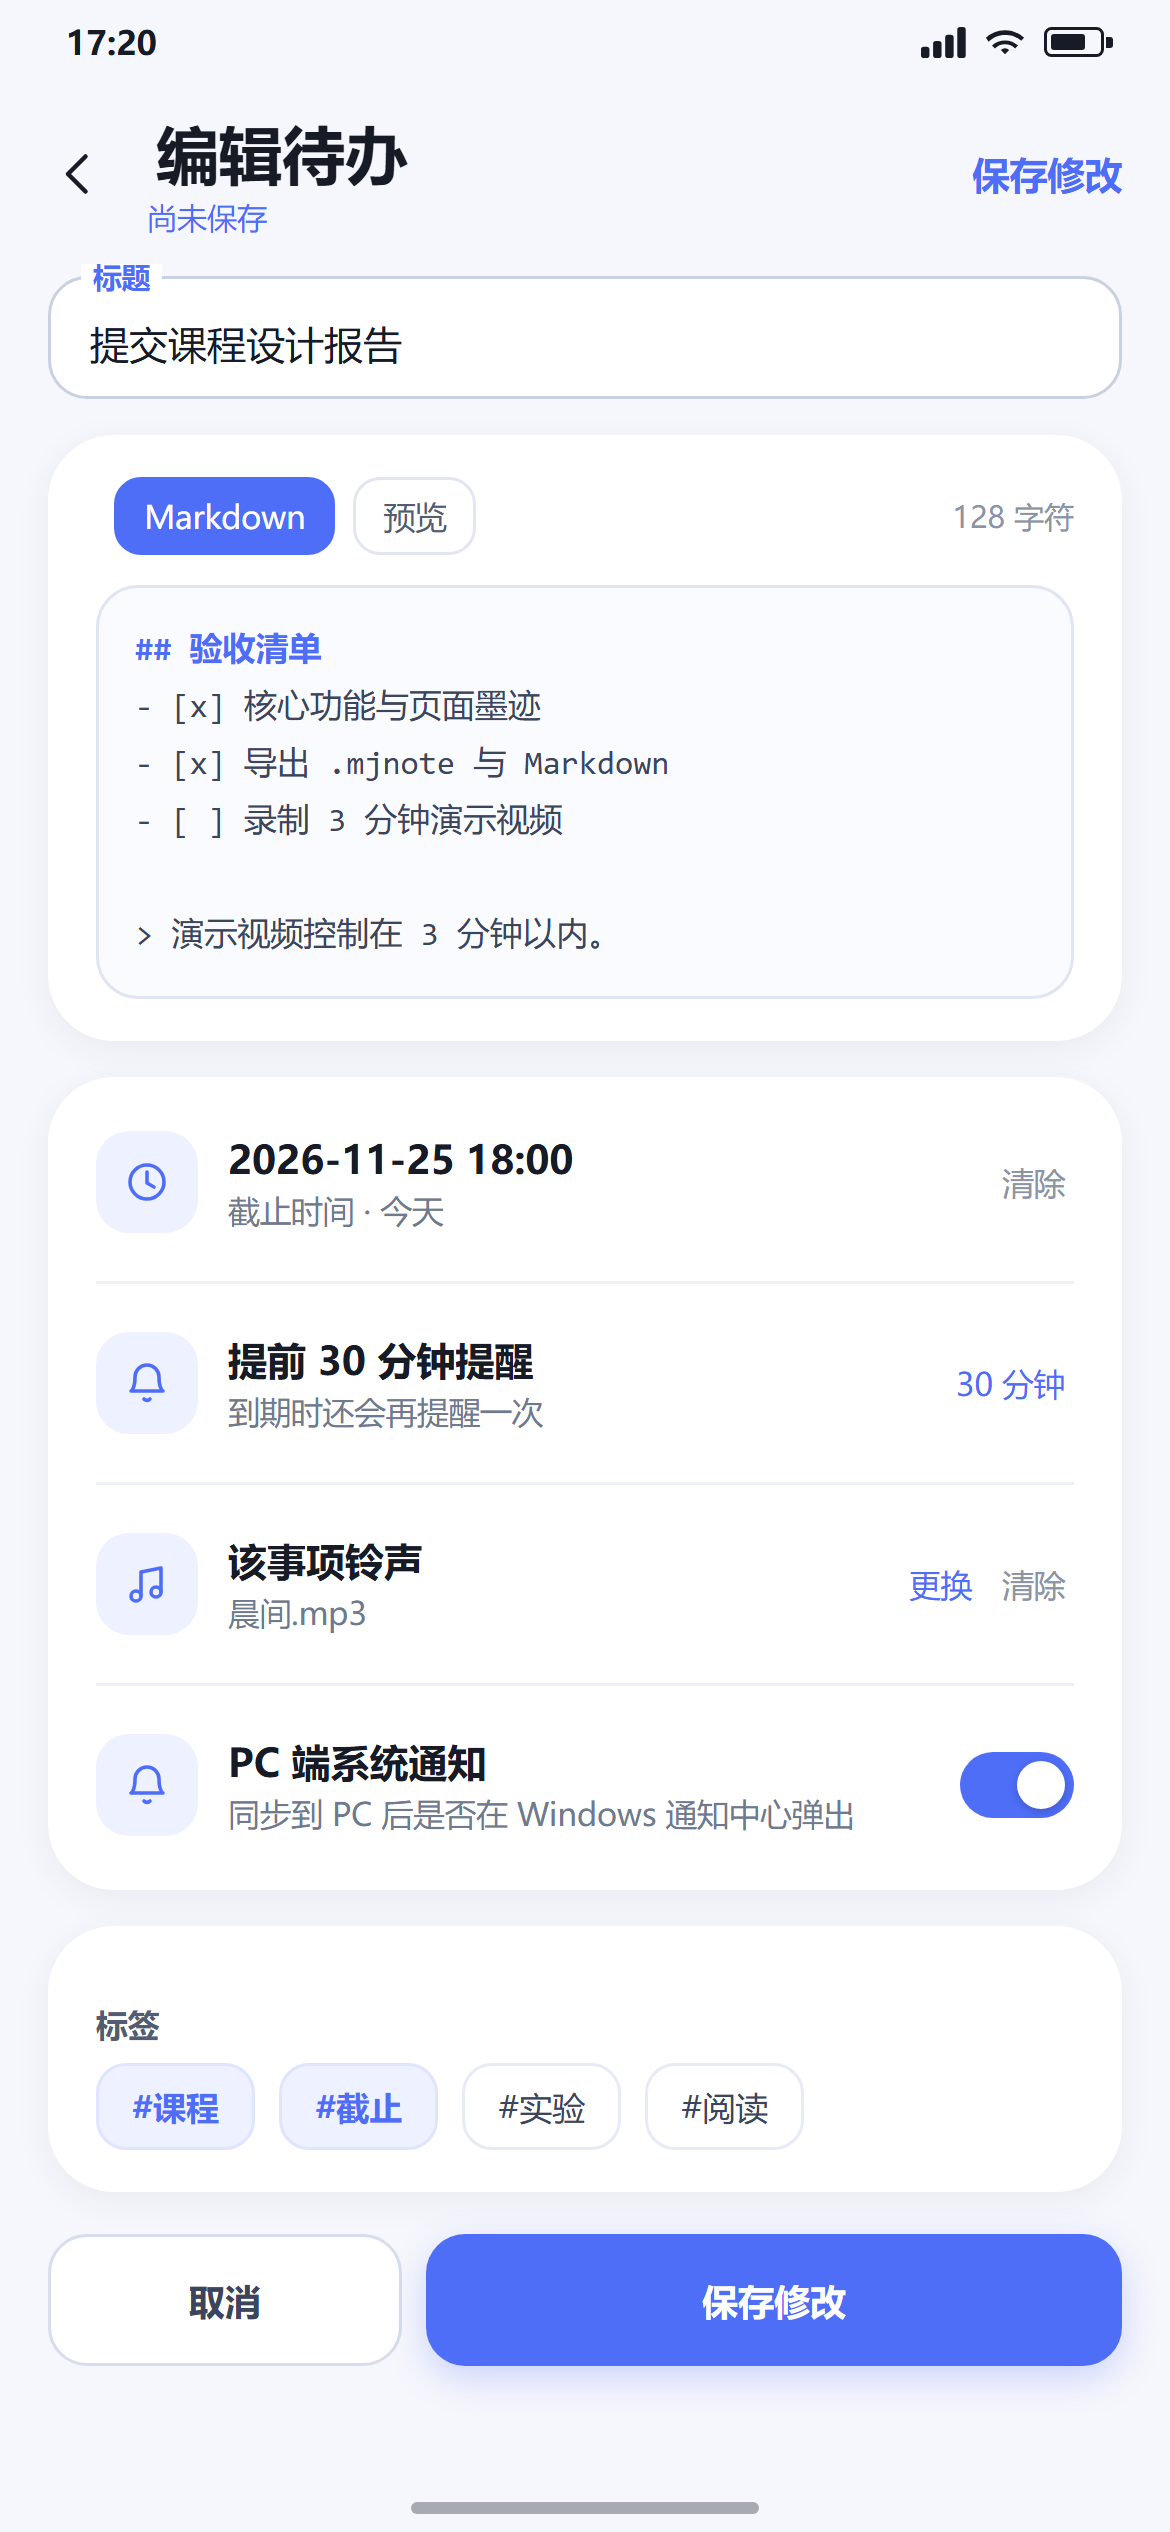 17:20
编辑待办
尚未保存
保存修改
标题
提交课程设计报告
Markdown 预览 128 字符
## 验收清单
- [x] 核心功能与页面墨迹
- [x] 导出 .mjnote 与 Markdown
- [ ] 录制 3 分钟演示视频
> 演示视频控制在 3 分钟以内。
2026-11-25 18:00
截止时间 · 今天
清除
提前 30 分钟提醒
到期时还会再提醒一次
30 分钟
该事项铃声
晨间.mp3
更换 清除
PC 端系统通知
同步到 PC 后是否在 Windows 通知中心弹出
标签
#课程 #截止 #实验 #阅读
取消 保存修改